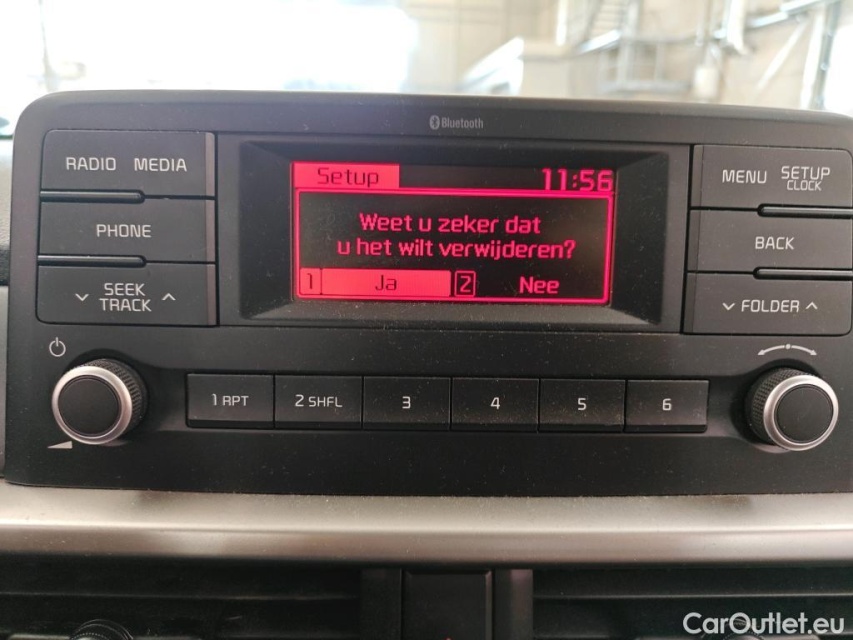 Bluetooth
RADIO MEDIA
PHONE
SEEK
TRACK
Setup 11:56
Weet u zeker dat
u het wilt verwijderen?
1 Ja 2 Nee
MENU SETUP
CLOCK
BACK
FOLDER
1 RPT 2 SHFL 3 4 5 6
CarOutlet.eu